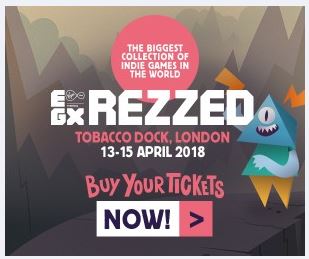 THE BIGGEST
COLLECTION OF
INDIE GAMES IN
THE WORLD
EGX REZZED
TOBACCO DOCK, LONDON
13-15 APRIL 2018
BUY YOUR TICKETS
NOW! >